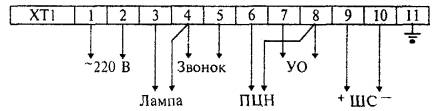 XT1 1 2 3 4 5 6 7 8 9 10 11
~220 В Звонок УО + ШС −
Лампа ПЦН